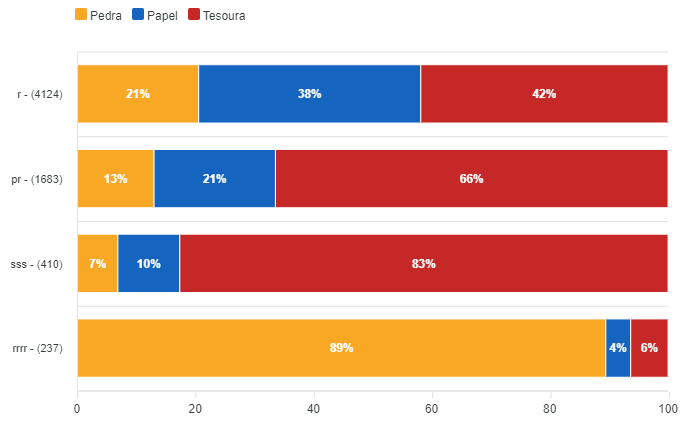 Pedra Papel Tesoura
r - (4124) 21% 38% 42%
pr - (1683) 13% 21% 66%
sss - (410) 7% 10% 83%
rrrr - (237) 89% 4% 6%
0 20 40 60 80 100